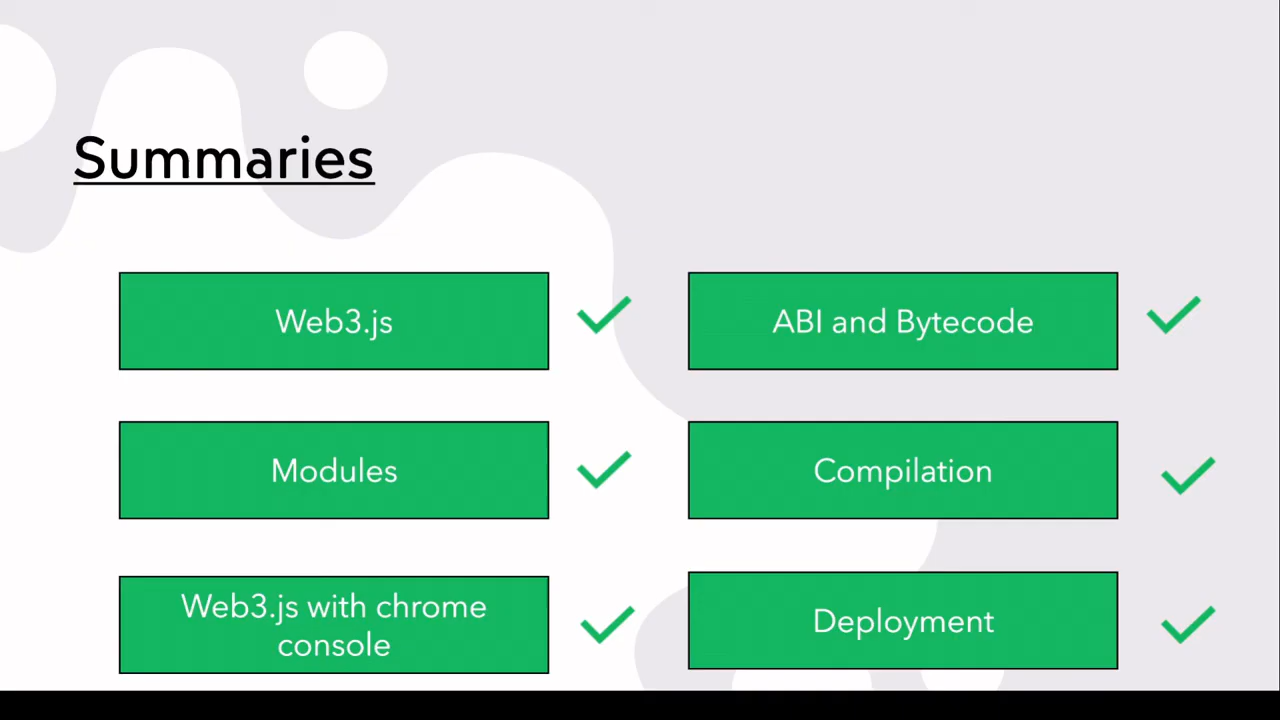 Summaries
Web3.js
ABI and Bytecode
Modules
Compilation
Web3.js with chrome
console
Deployment